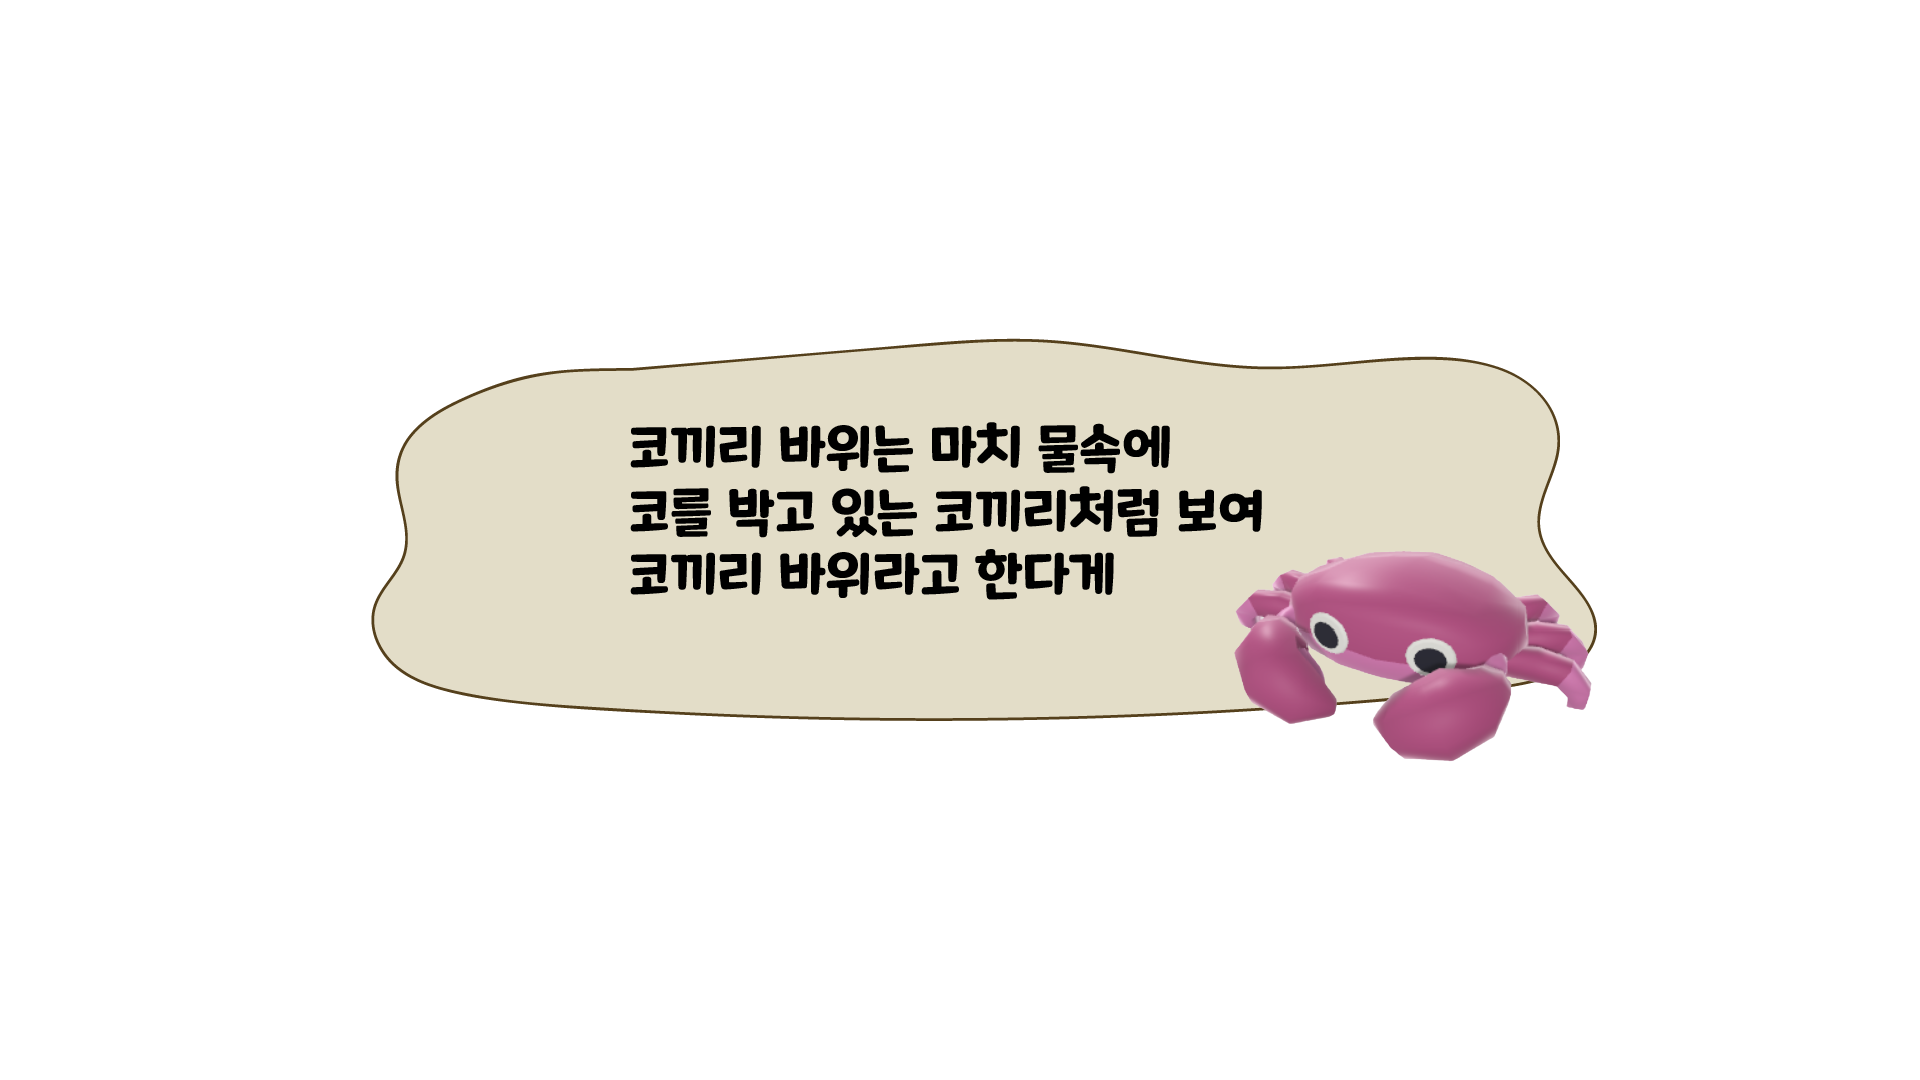 코끼리 바위는 마치 물속에
코를 박고 있는 코끼리처럼 보여
코끼리 바위라고 한다게